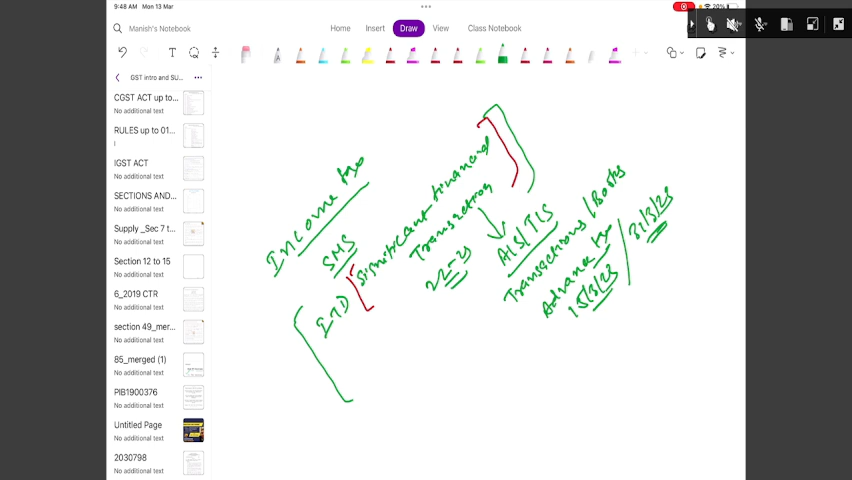 9:48 AM Mon 13 Mar
20%
Manish's Notebook
Home Insert Draw View Class Notebook
GST intro and SU...
CGST ACT up to...
No additional text
RULES up to 01...
IGST ACT
No additional text
SECTIONS AND...
No additional text
Supply _Sec 7 t...
No additional text
Section 12 to 15
No additional text
6_2019 CTR
No additional text
section 49_mer...
No additional text
85_merged (1)
No additional text
PIB1900376
No additional text
Untitled Page
No additional text
2030798
No additional text
Income tax
SMS
ITD
Significant financial
Transaction
22-23
AIS/TIS
Transactions/Books
Advance tax
15/3/23
31/3/23